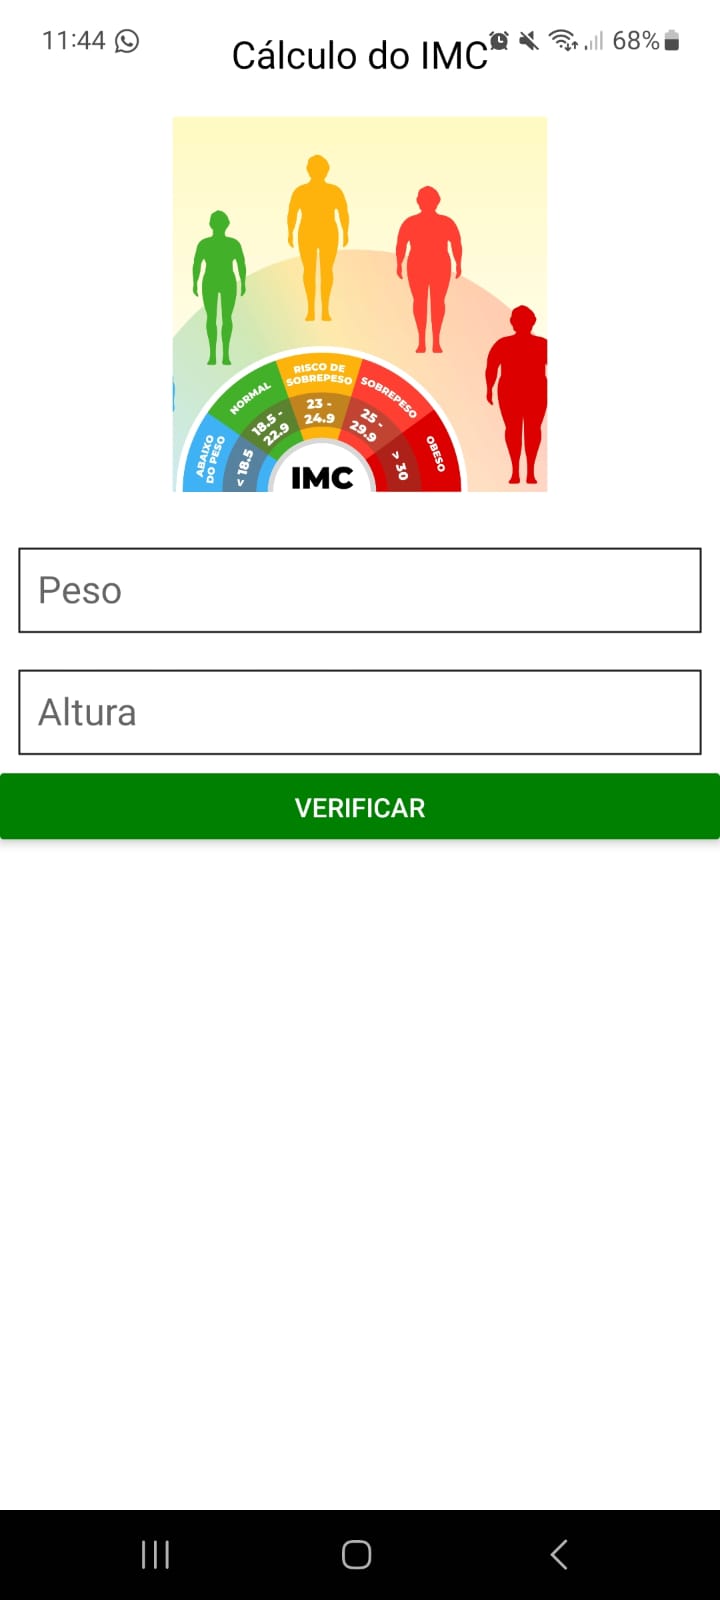 11:44
68%
Cálculo do IMC
ABAIXO
DO PESO
< 18.5
NORMAL
18.5 -
22.9
RISCO DE
SOBREPESO
23 -
24.9
SOBREPESO
25 -
29.9
OBESO
> 30
IMC
Peso
Altura
VERIFICAR